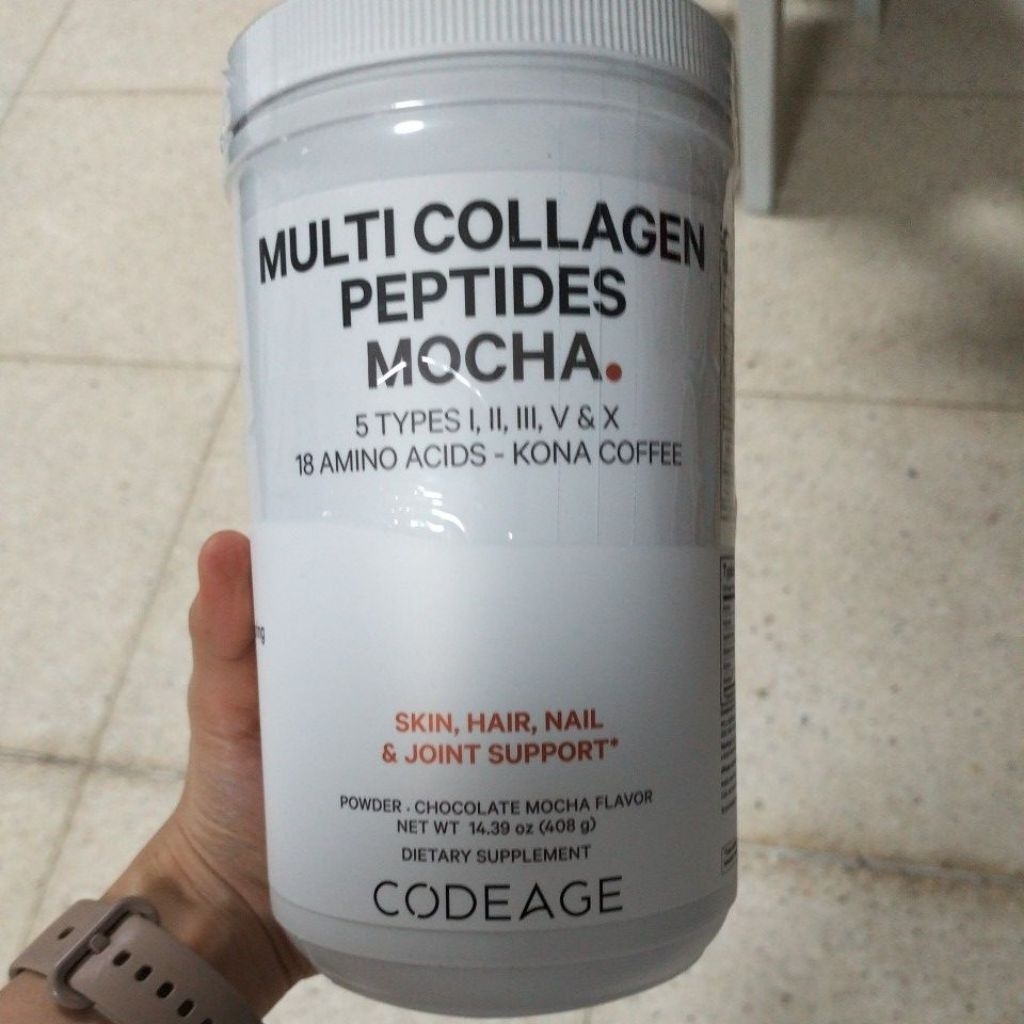 MULTI COLLAGEN
PEPTIDES
MOCHA.
5 TYPES I, II, III, V & X
18 AMINO ACIDS - KONA COFFEE
SKIN, HAIR, NAIL
& JOINT SUPPORT*
POWDER · CHOCOLATE MOCHA FLAVOR
NET WT 14.39 oz (408 g)
DIETARY SUPPLEMENT
CODEAGE